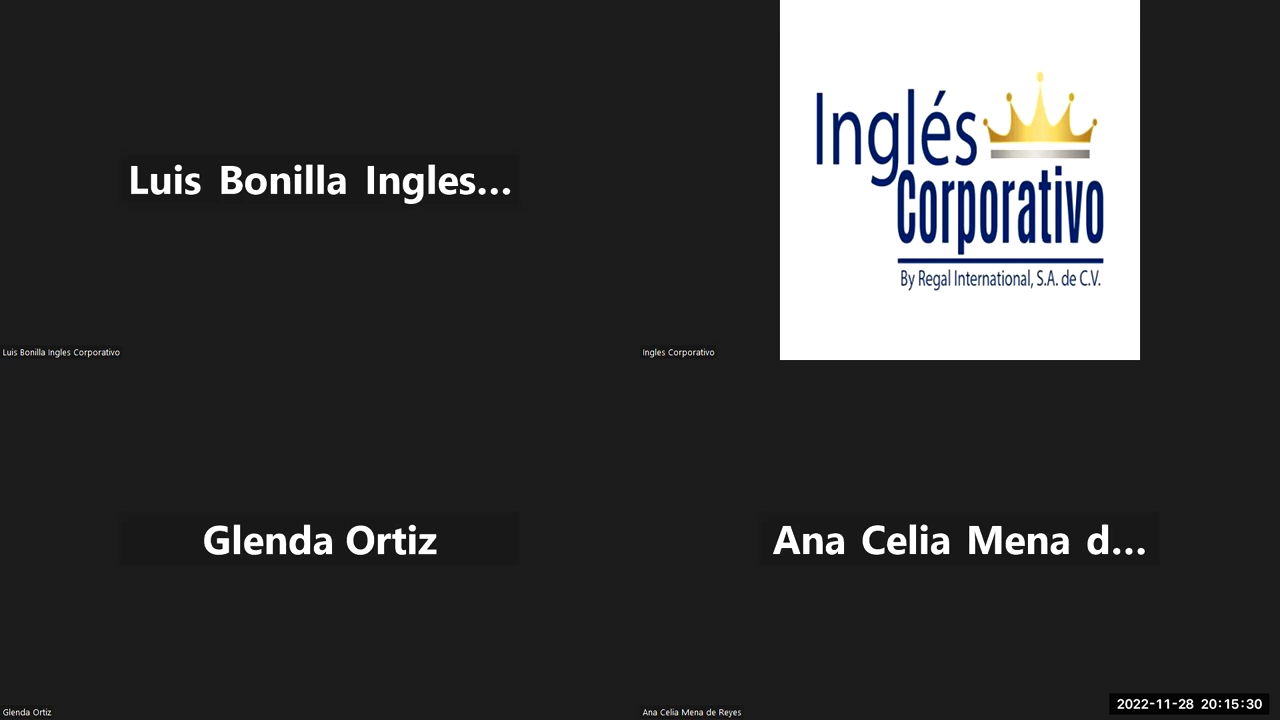 Luis Bonilla Ingles...
Luis Bonilla Ingles Corporativo
Inglés
Corporativo
By Regal International, S.A. de C.V.
Ingles Corporativo
Glenda Ortiz
Glenda Ortiz
Ana Celia Mena d...
Ana Celia Mena de Reyes
2022-11-28 20:15:30